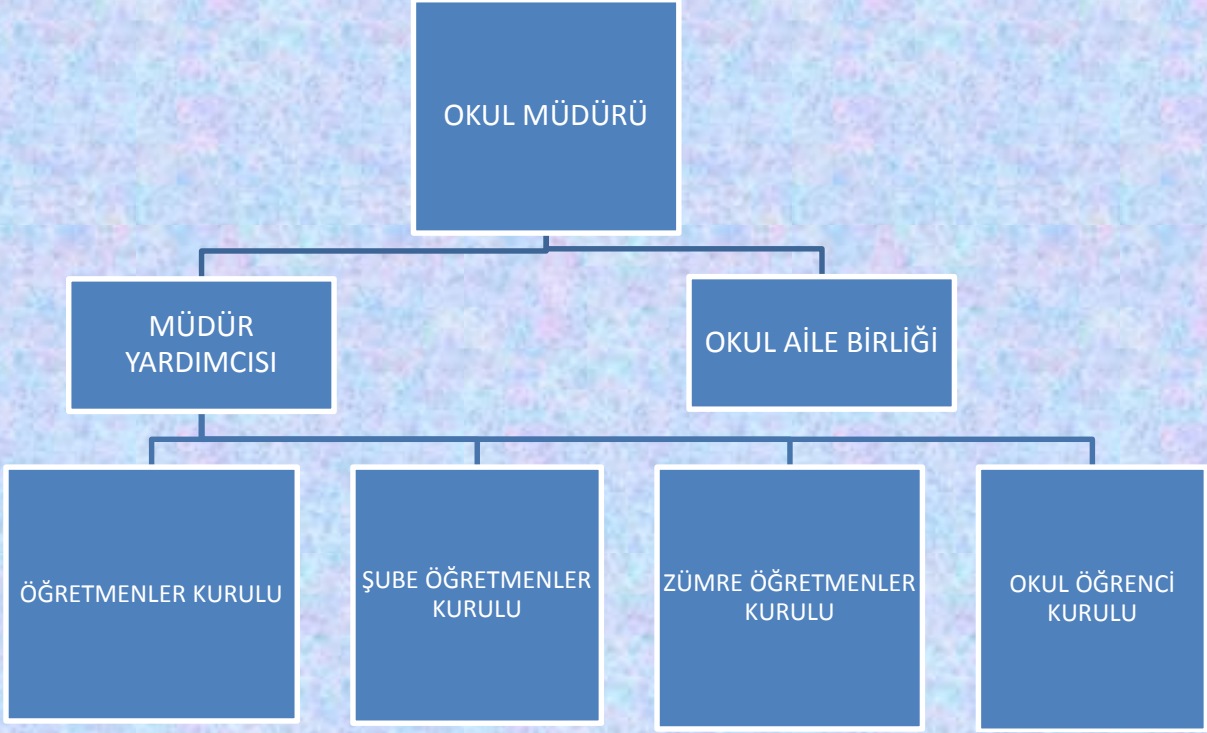 OKUL MÜDÜRÜ
MÜDÜR
YARDIMCISI
OKUL AİLE BİRLİĞİ
ÖĞRETMENLER KURULU
ŞUBE ÖĞRETMENLER
KURULU
ZÜMRE ÖĞRETMENLER
KURULU
OKUL ÖĞRENCİ
KURULU